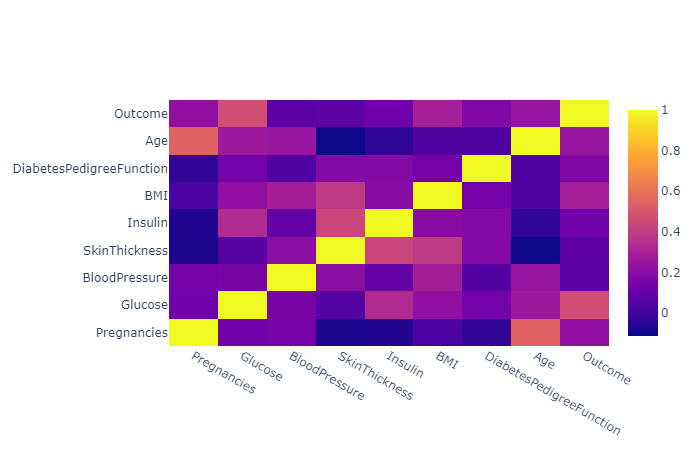 Outcome
Age
DiabetesPedigreeFunction
BMI
Insulin
SkinThickness
BloodPressure
Glucose
Pregnancies
Pregnancies
Glucose
BloodPressure
SkinThickness
Insulin
BMI
DiabetesPedigreeFunction
Age
Outcome
1
0.8
0.6
0.4
0.2
0